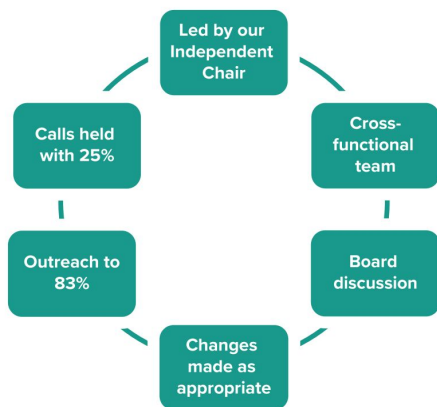 Led by our
Independent
Chair
Cross-
functional
team
Board
discussion
Changes
made as
appropriate
Outreach to
83%
Calls held
with 25%